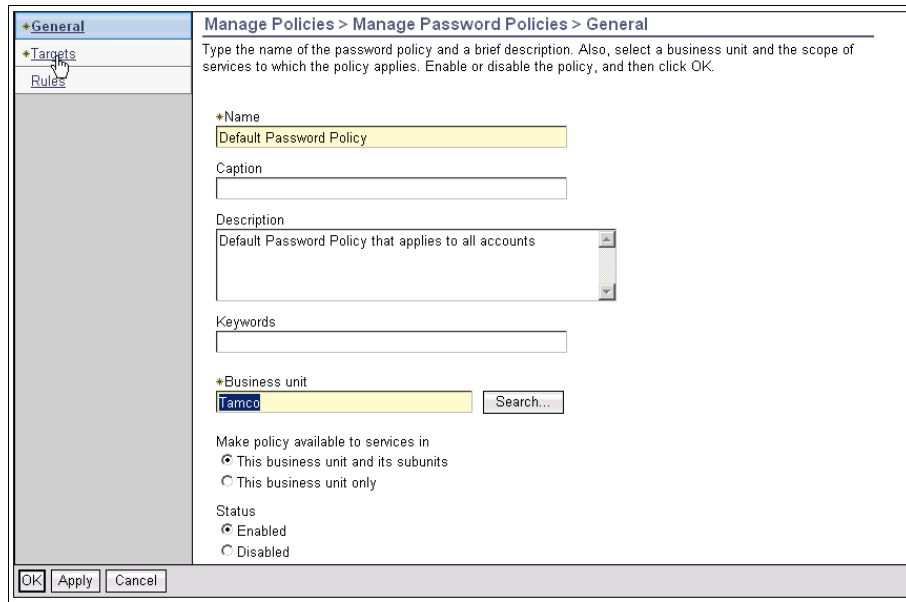 *General
*Targets
Rules
Manage Policies > Manage Password Policies > General
Type the name of the password policy and a brief description. Also, select a business unit and the scope of
services to which the policy applies. Enable or disable the policy, and then click OK.
*Name
Default Password Policy
Caption
Description
Default Password Policy that applies to all accounts
Keywords
*Business unit
Tamco
Search...
Make policy available to services in
This business unit and its subunits
This business unit only
Status
Enabled
Disabled
OK Apply Cancel